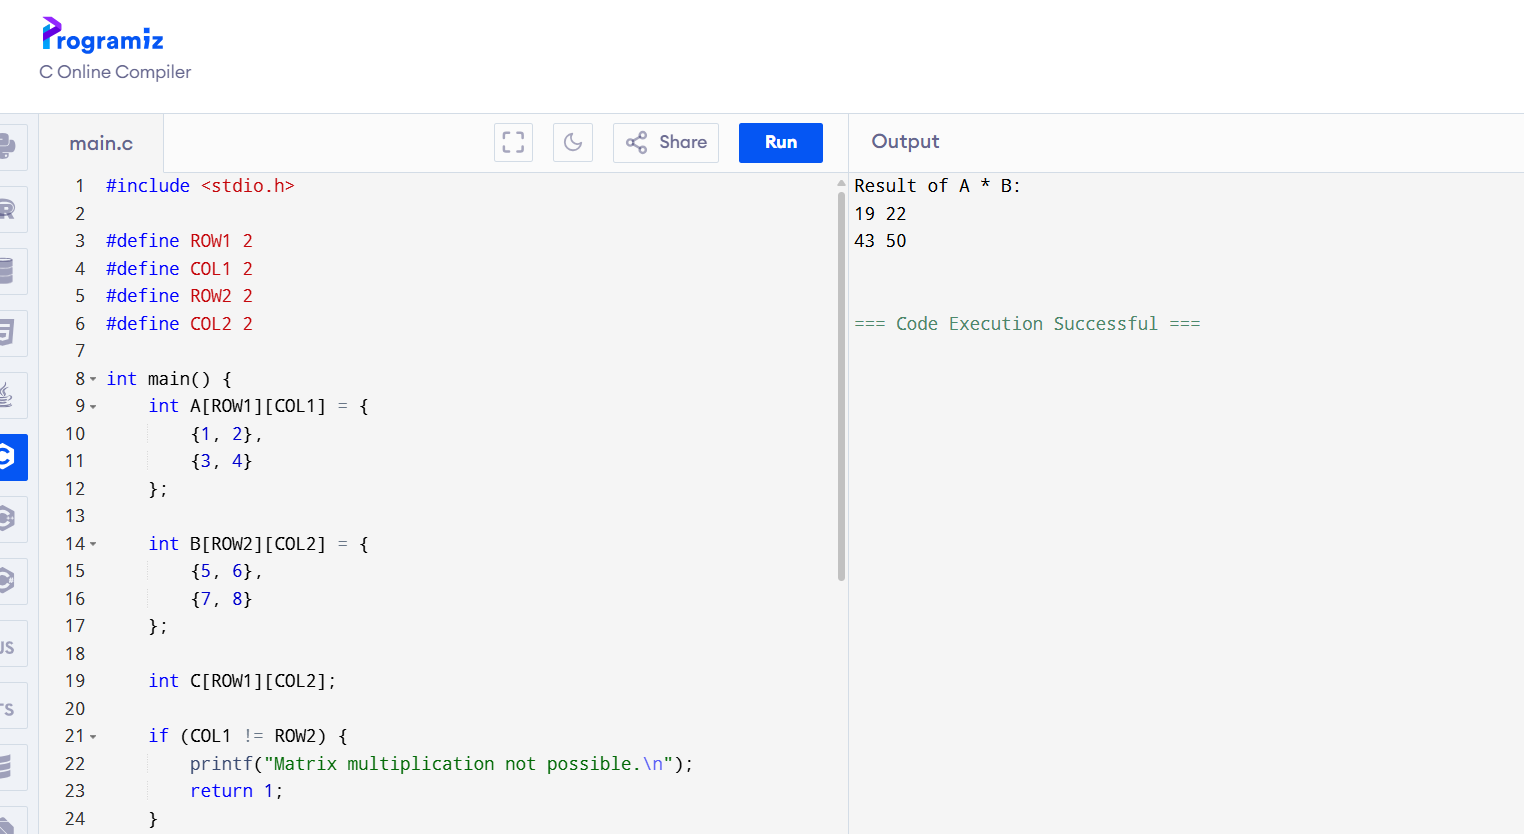 Programiz
C Online Compiler
main.c
Share
Run
Output
1 #include <stdio.h>
2
3 #define ROW1 2
4 #define COL1 2
5 #define ROW2 2
6 #define COL2 2
7
8 int main() {
9 int A[ROW1][COL1] = {
10 {1, 2},
11 {3, 4}
12 };
13
14 int B[ROW2][COL2] = {
15 {5, 6},
16 {7, 8}
17 };
18
19 int C[ROW1][COL2];
20
21 if (COL1 != ROW2) {
22 printf("Matrix multiplication not possible.\n");
23 return 1;
24 }
Result of A * B:
19 22
43 50
=== Code Execution Successful ===
JS
TS